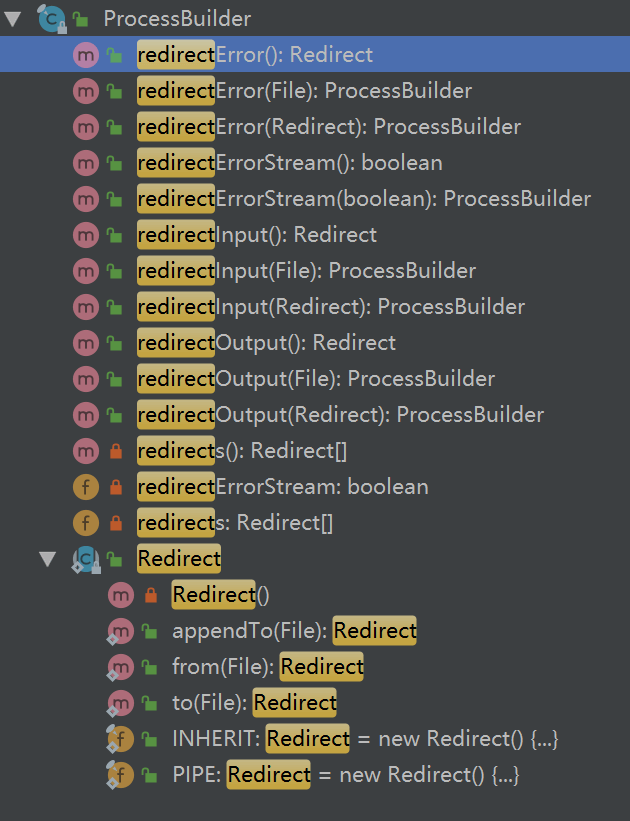 ProcessBuilder
redirectError(): Redirect
redirectError(File): ProcessBuilder
redirectError(Redirect): ProcessBuilder
redirectErrorStream(): boolean
redirectErrorStream(boolean): ProcessBuilder
redirectInput(): Redirect
redirectInput(File): ProcessBuilder
redirectInput(Redirect): ProcessBuilder
redirectOutput(): Redirect
redirectOutput(File): ProcessBuilder
redirectOutput(Redirect): ProcessBuilder
redirects(): Redirect[]
redirectErrorStream: boolean
redirects: Redirect[]
Redirect
Redirect()
appendTo(File): Redirect
from(File): Redirect
to(File): Redirect
INHERIT: Redirect = new Redirect() {...}
PIPE: Redirect = new Redirect() {...}